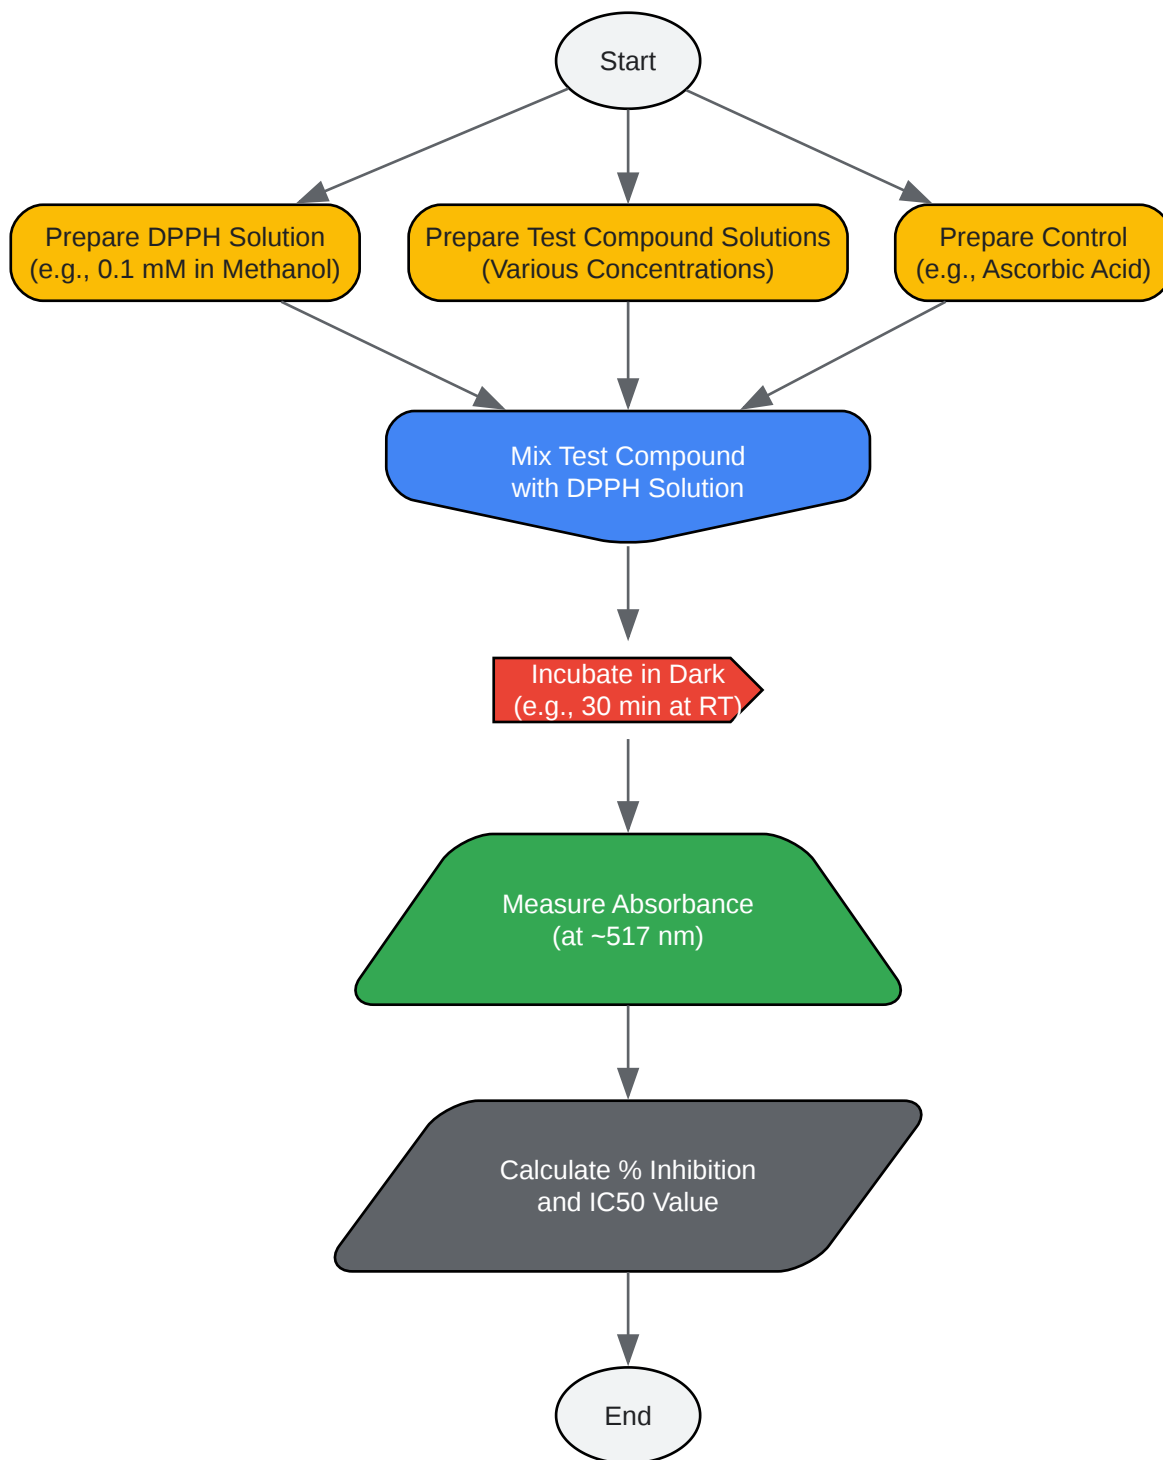 Start
Prepare DPPH Solution
(e.g., 0.1 mM in Methanol)
Prepare Test Compound Solutions
(Various Concentrations)
Prepare Control
(e.g., Ascorbic Acid)
Mix Test Compound
with DPPH Solution
Incubate in Dark
(e.g., 30 min at RT)
Measure Absorbance
(at ~517 nm)
Calculate % Inhibition
and IC50 Value
End